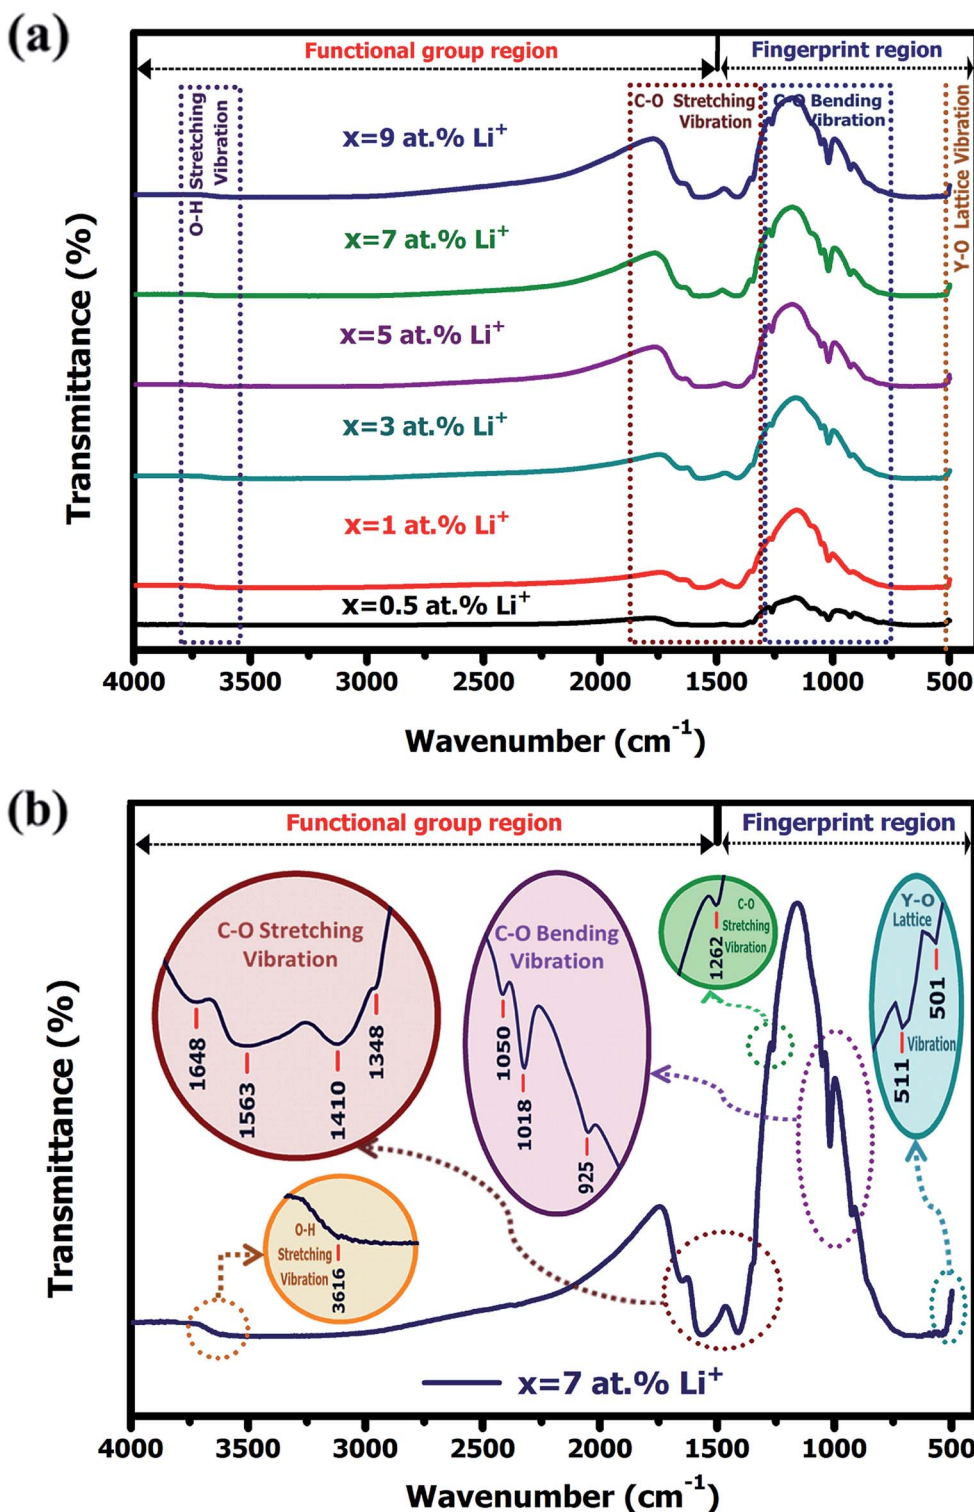 (a)
Functional group region
Fingerprint region
O-H Stretching
Vibration
C-O Stretching
Vibration
C-O Bending
Vibration
Y-O Lattice Vibration
x=9 at.% Li⁺
x=7 at.% Li⁺
x=5 at.% Li⁺
x=3 at.% Li⁺
x=1 at.% Li⁺
x=0.5 at.% Li⁺
Transmittance (%)
4000 3500 3000 2500 2000 1500 1000 500
Wavenumber (cm⁻¹)
(b)
Functional group region
Fingerprint region
C-O Stretching
Vibration
1648
1563
1410
1348
C-O Bending
Vibration
1050
1018
925
C-O
Stretching
Vibration
1262
Y-O
Lattice
501
Vibration
511
O-H
Stretching
Vibration
3616
x=7 at.% Li⁺
Transmittance (%)
4000 3500 3000 2500 2000 1500 1000 500
Wavenumber (cm⁻¹)